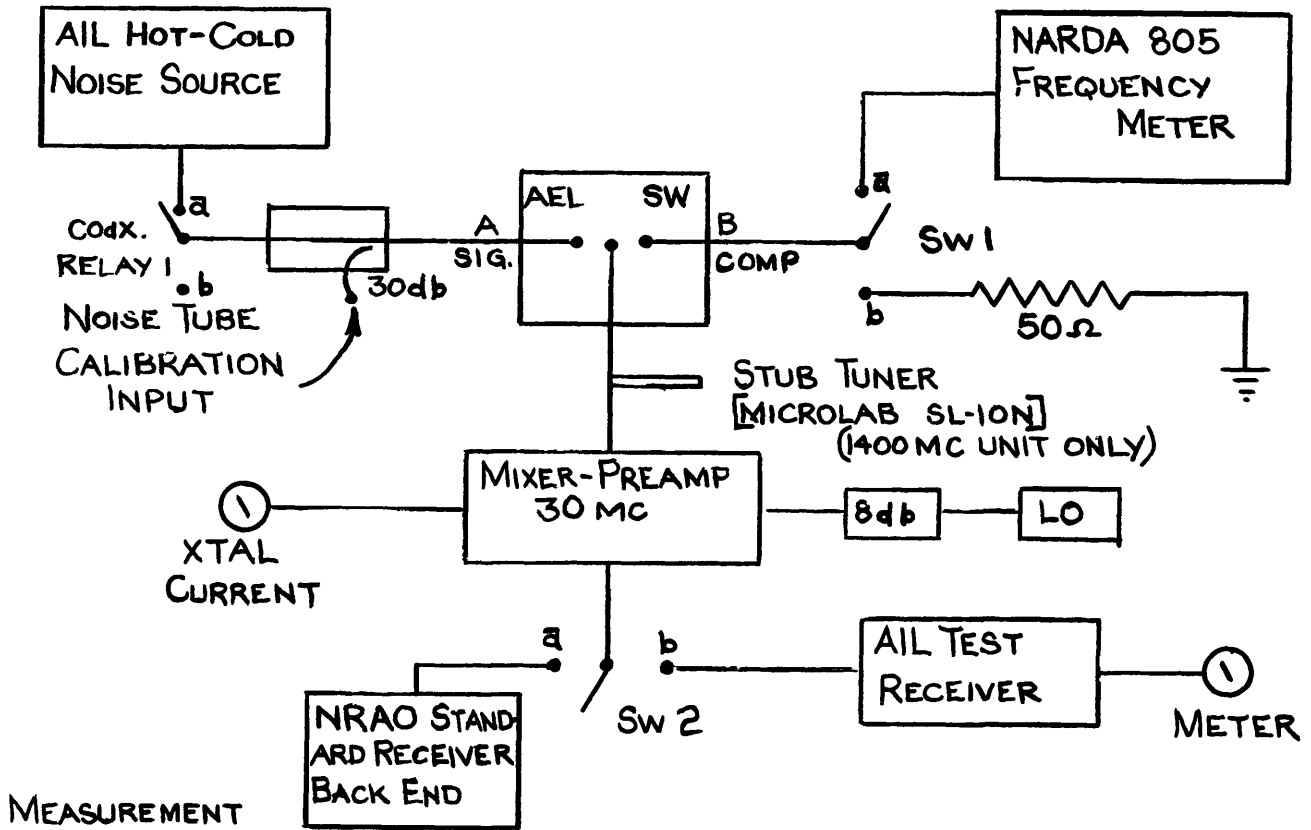 AIL HOT-COLD
NOISE SOURCE
NARDA 805
FREQUENCY
METER
a
COAX.
RELAY 1
b
NOISE TUBE
CALIBRATION
INPUT
30db
A
SIG.
AEL SW
B
COMP
a
SW 1
b
50Ω
STUB TUNER
[MICROLAB SL-10N]
(1400 MC UNIT ONLY)
MIXER-PREAMP
30 MC
8db
LO
XTAL
CURRENT
a
b
SW 2
AIL TEST
RECEIVER
METER
NRAO STAND-
ARD RECEIVER
BACK END
MEASUREMENT